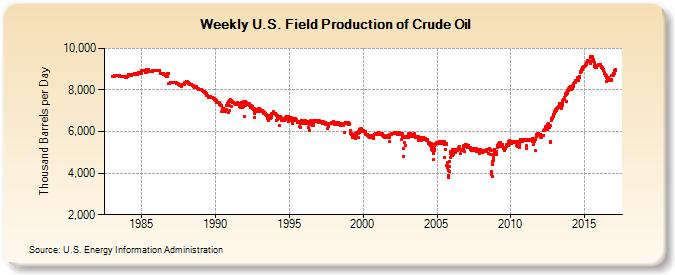 Weekly U.S. Field Production of Crude Oil
Thousand Barrels per Day
10,000
8,000
6,000
4,000
2,000
1985 1990 1995 2000 2005 2010 2015
Source: U.S. Energy Information Administration